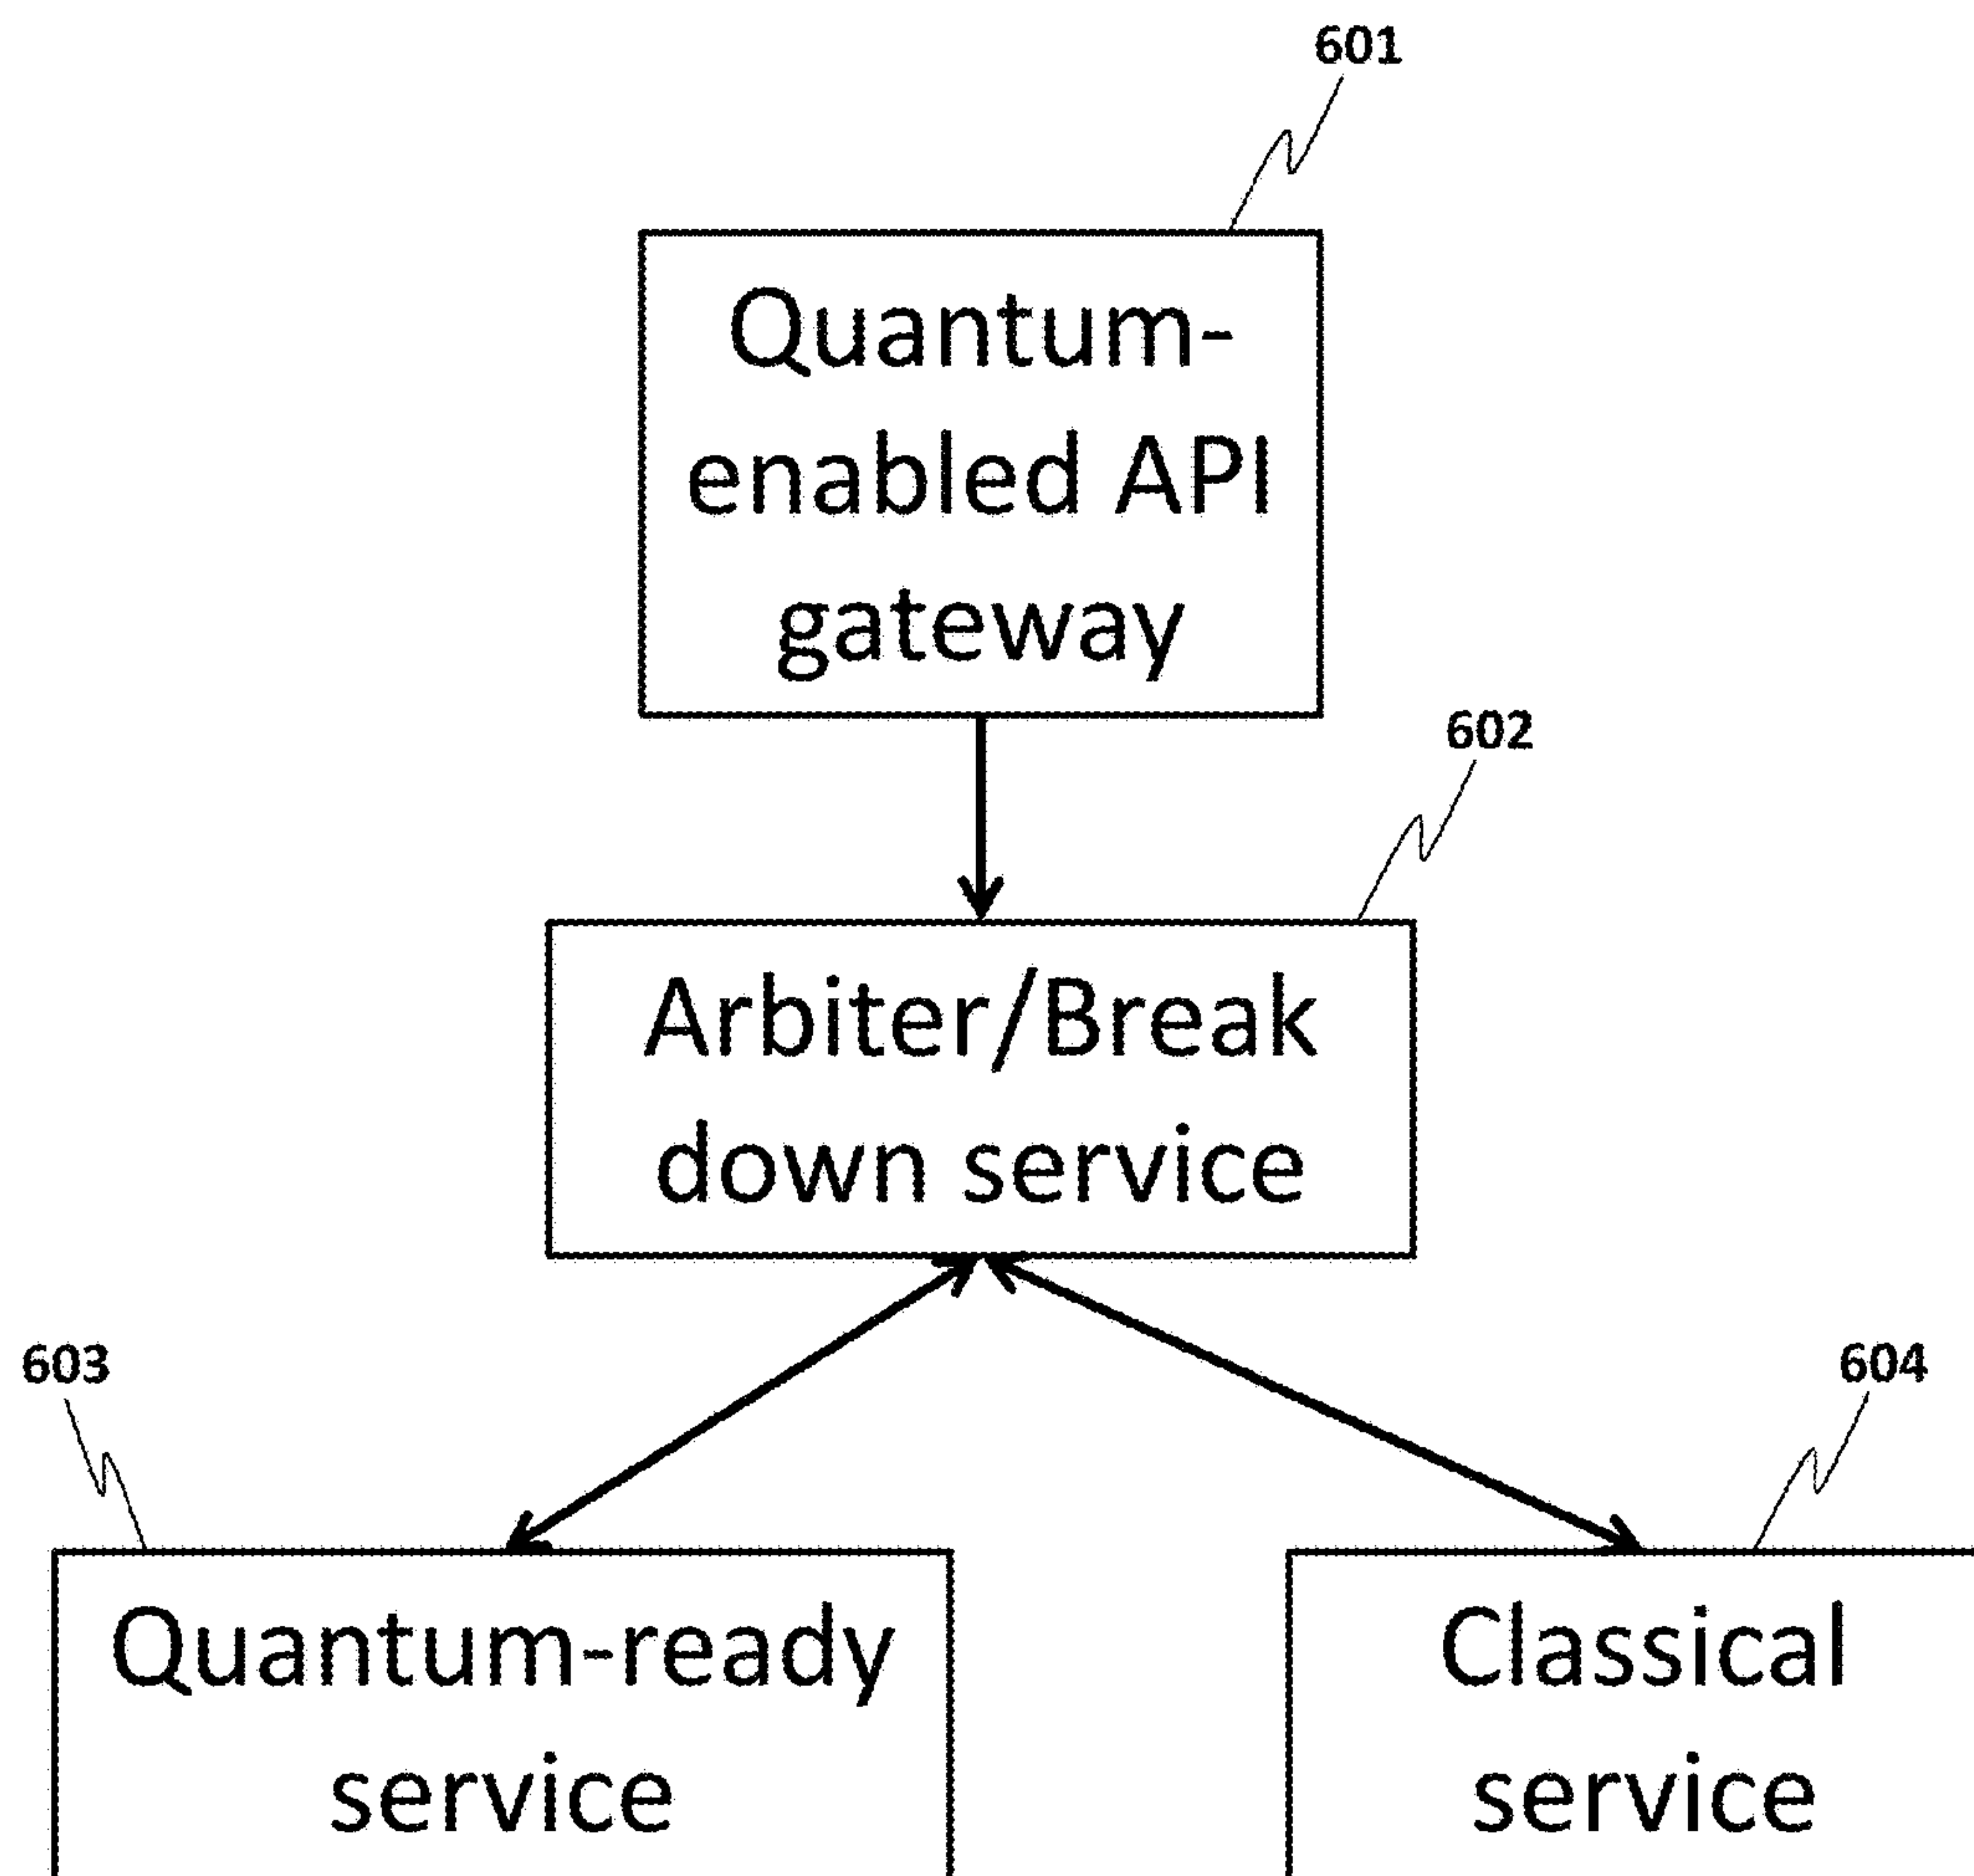 601
Quantum-
enabled API
gateway
602
Arbiter/Break
down service
603
604
Quantum-ready
service
Classical
service